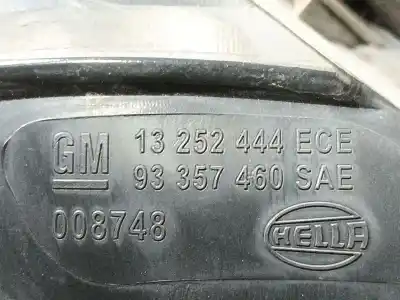 GM 13 252 444 ECE
93 357 460 SAE
008748 HELLA